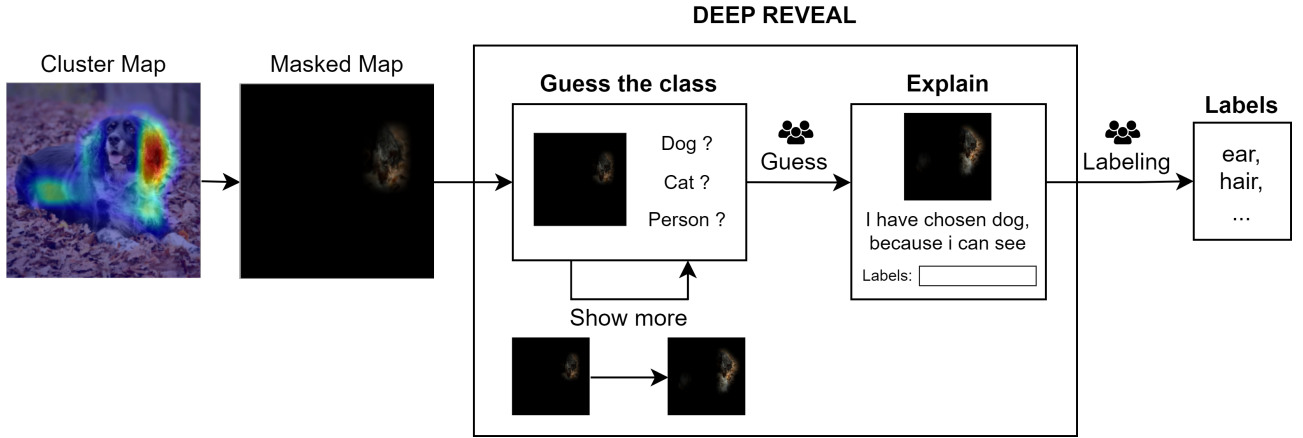 DEEP REVEAL
Cluster Map
Masked Map
Guess the class
Dog ?
Cat ?
Person ?
Show more
Guess
Explain
I have chosen dog,
because i can see
Labels:
Labeling
Labels
ear,
hair,
...